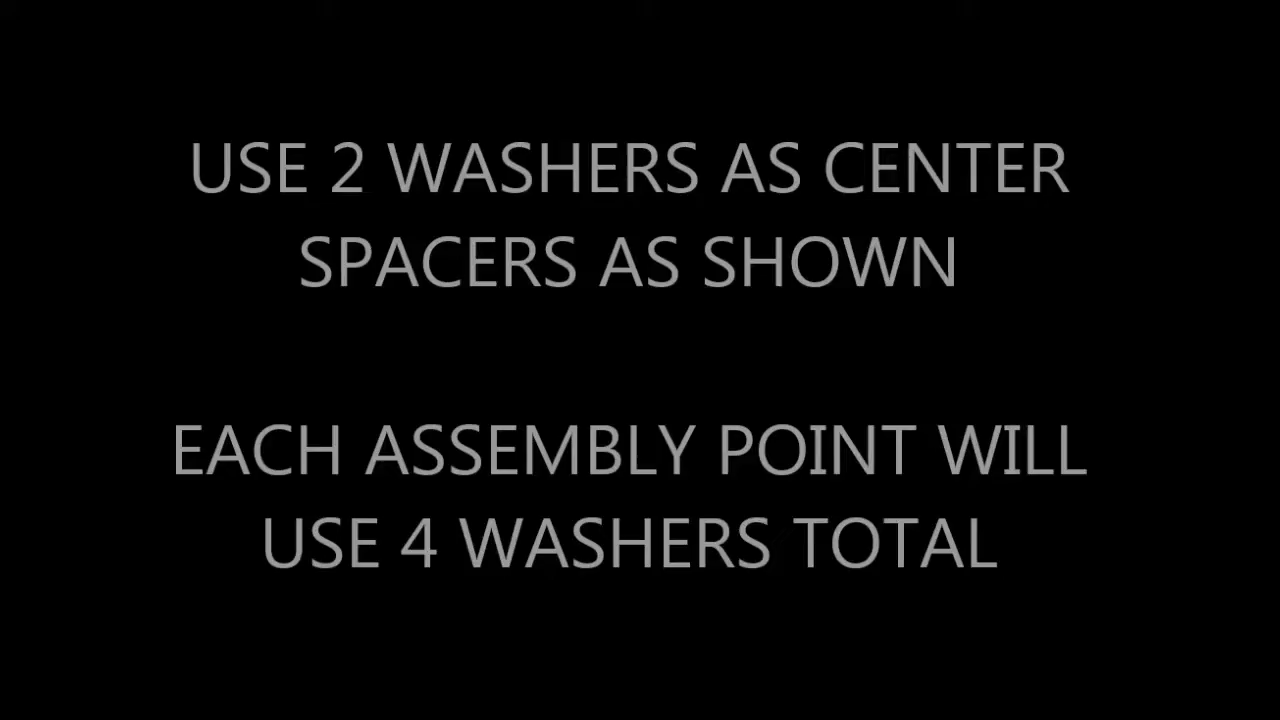 USE 2 WASHERS AS CENTER
SPACERS AS SHOWN
EACH ASSEMBLY POINT WILL
USE 4 WASHERS TOTAL